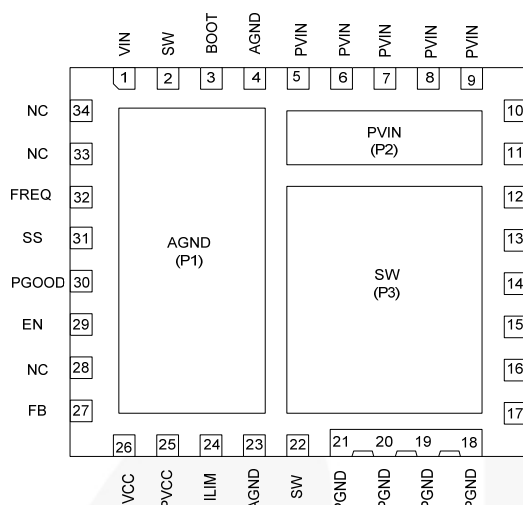 VIN SW BOOT AGND PVIN PVIN PVIN PVIN PVIN
1 2 3 4 5 6 7 8 9
NC 34
NC 33
FREQ 32
SS 31
PGOOD 30
EN 29
NC 28
FB 27
AGND
(P1)
PVIN
(P2)
SW
(P3)
10
11
12
13
14
15
16
17
26 25 24 23 22 21 20 19 18
VCC PVCC ILIM AGND SW PGND PGND PGND PGND